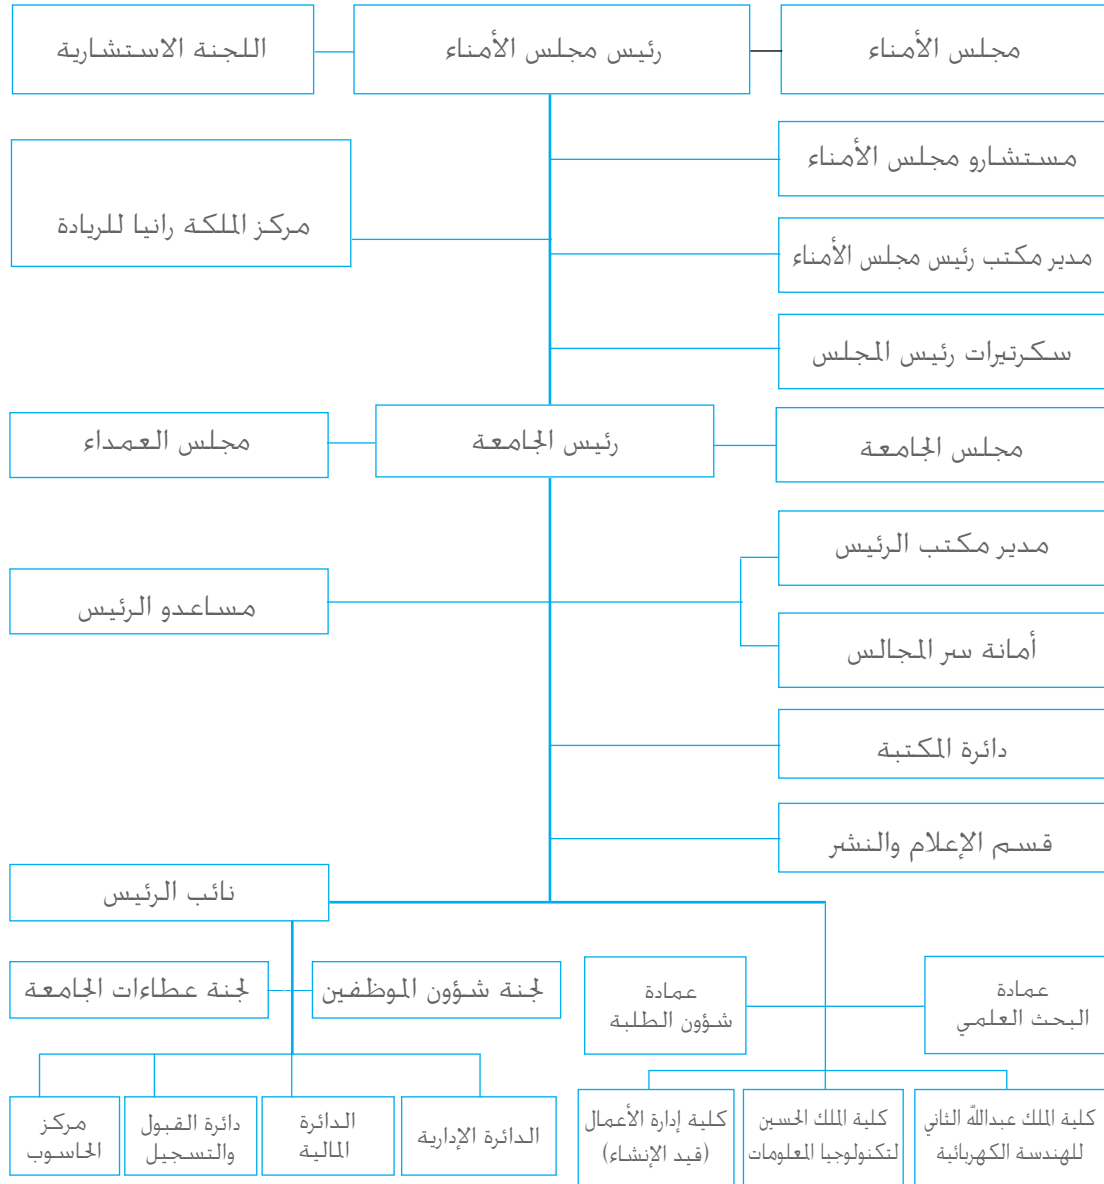 مجلس الأمناء
رئيس مجلس الأمناء
اللجنة الاستشارية
مستشارو مجلس الأمناء
مركز الملكة رانيا للريادة
مدير مكتب رئيس مجلس الأمناء
سكرتيرات رئيس المجلس
مجلس الجامعة
رئيس الجامعة
مجلس العمداء
مدير مكتب الرئيس
مساعدو الرئيس
أمانة سر المجالس
دائرة المكتبة
قسم الإعلام والنشر
نائب الرئيس
عمادة
البحث العلمي
عمادة
شؤون الطلبة
لجنة شؤون الموظفين
لجنة عطاءات الجامعة
كلية الملك عبدالله الثاني
للهندسة الكهربائية
كلية الملك الحسين
لتكنولوجيا المعلومات
كلية إدارة الأعمال
(قيد الإنشاء)
الدائرة الإدارية
الدائرة
المالية
دائرة القبول
والتسجيل
مركز
الحاسوب